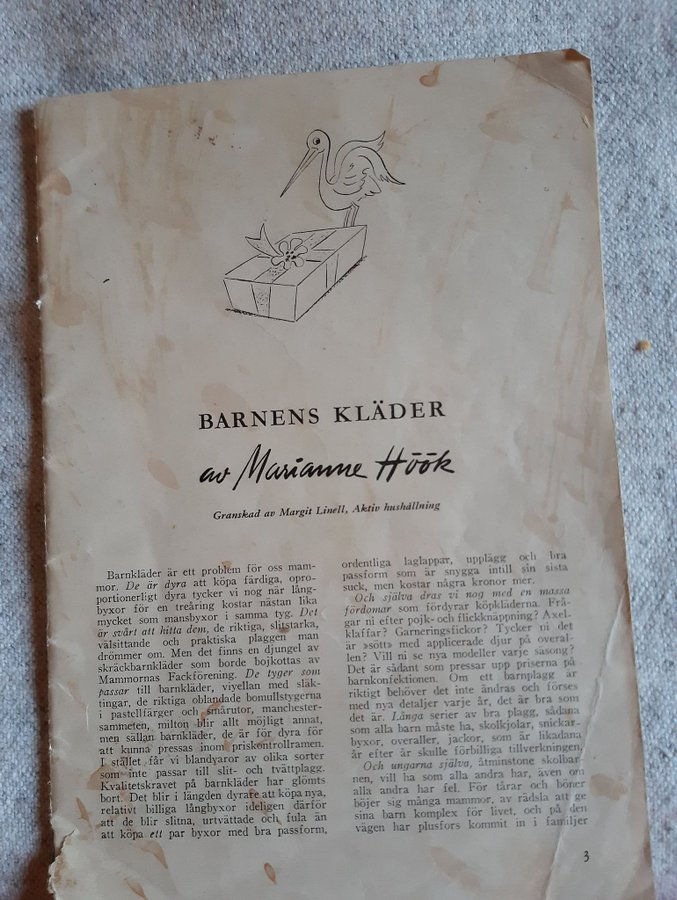 BARNENS KLÄDER
av Marianne Höök
Granskad av Margit Linell, Aktiv hushållning
Barnkläder är ett problem för oss mam-
mor. De är dyra att köpa färdiga, opro-
portionerligt dyra tycker vi nog när lång-
byxor för en treåring kostar nästan lika
mycket som mansbyxor i samma tyg. Det
är svårt att hitta dem, de riktiga, slitstarka,
välsittande och praktiska plaggen man
drömmer om. Men det finns en djungel av
skräckbarnkläder som borde bojkottas av
Mammornas Fackförening. De tyger som
passar till barnkläder, viyellan med släk-
tingar, de riktiga oblandade bomullstygerna
i pastellfärger och smårutor, manchester-
sammeten, milton blir allt möjligt annat,
men sällan barnkläder, de är för dyra för
att kunna pressas inom priskontrollramen.
I stället får vi blandvaror av olika sorter
som inte passar till slit- och tvättplagg.
Kvalitetskravet på barnkläder har glömts
bort. Det blir i längden dyrare att köpa nya,
relativt billiga långbyxor ideligen därför
att de blir slitna, urtvättade och fula än
att köpa ett par byxor med bra passform,
ordentliga laglappar, upplägg och bra
passform som är snygga intill sin sista
suck, men kostar några kronor mer.
Och själva dras vi nog med en massa
fördomar som fördyrar köpkläderna. Frå-
gar ni efter pojk- och flickknäppning? Axel-
klaffar? Garneringsfickor? Tycker ni det
är »sött» med applicerade djur på overal-
len? Vill ni se nya modeller varje säsong?
Det är sådant som pressar upp priserna på
barnkonfektionen. Om ett barnplagg är
riktigt behöver det inte ändras och förses
med nya detaljer varje år, det är bra som
det är. Långa serier av bra plagg, sådana
som alla barn måste ha, skolkjolar, snickar-
byxor, overaller, jackor, som är likadana
år efter år skulle förbilliga tillverkningen.
Och ungarna själva, åtminstone skolbar-
nen, vill ha som alla andra har, även om
alla andra har fel. För tårar och böner
böjer sig många mammor, av rädsla att ge
sina barn komplex för livet, och på den
vägen har plusfors kommit in i familjer
3